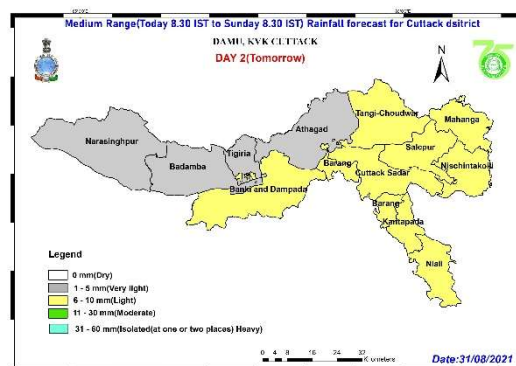 Medium Range(Today 8.30 IST to Sunday 8.30 IST) Rainfall forecast for Cuttack dsitrict
DAMU, KVK CUTTACK
DAY 2(Tomorrow)
N
75
Tangi-Choudwar
Mahanga
Athagad
Narasinghpur
Tigiria
Salepur
Badamba
Barang
Nischintakoili
Banki and Dampada
Cuttack Sadar
Barang
Kantapada
Niali
Legend
0 mm(Dry)
1 - 5 mm(Very light)
6 - 10 mm(Light)
11 - 30 mm(Moderate)
31 - 60 mm(Isolated(at one or two places) Heavy)
0 4 8 16 24 32
Kilometers
Date:31/08/2021